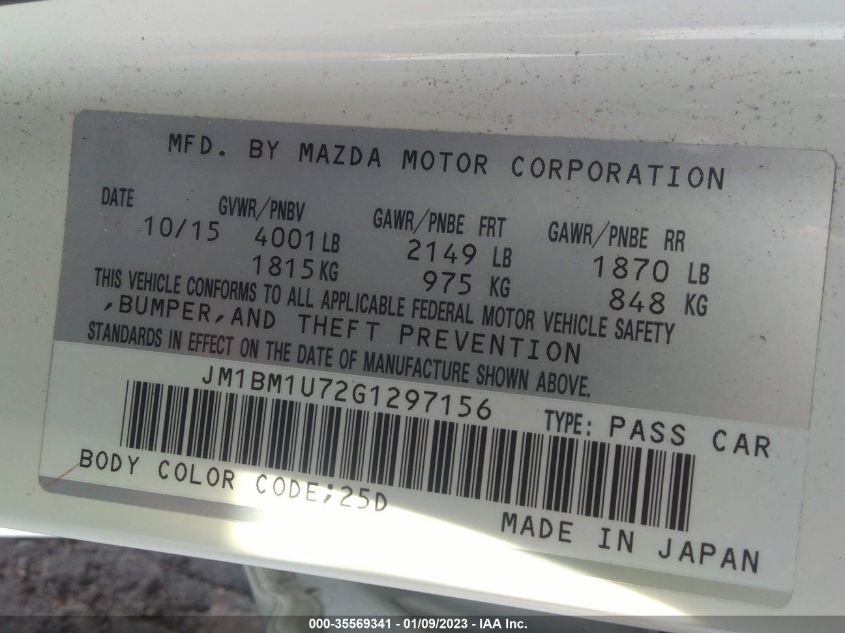 MFD. BY MAZDA MOTOR CORPORATION
DATE GVWR/PNBV GAWR/PNBE FRT GAWR/PNBE RR
10/15 4001 LB 2149 LB 1870 LB
1815 KG 975 KG 848 KG
THIS VEHICLE CONFORMS TO ALL APPLICABLE FEDERAL MOTOR VEHICLE SAFETY
,BUMPER,AND THEFT PREVENTION
STANDARDS IN EFFECT ON THE DATE OF MANUFACTURE SHOWN ABOVE.
JM1BM1U72G1297156 TYPE: PASS CAR
BODY COLOR CODE;25D
MADE IN JAPAN
000-35569341 - 01/09/2023 - IAA Inc.